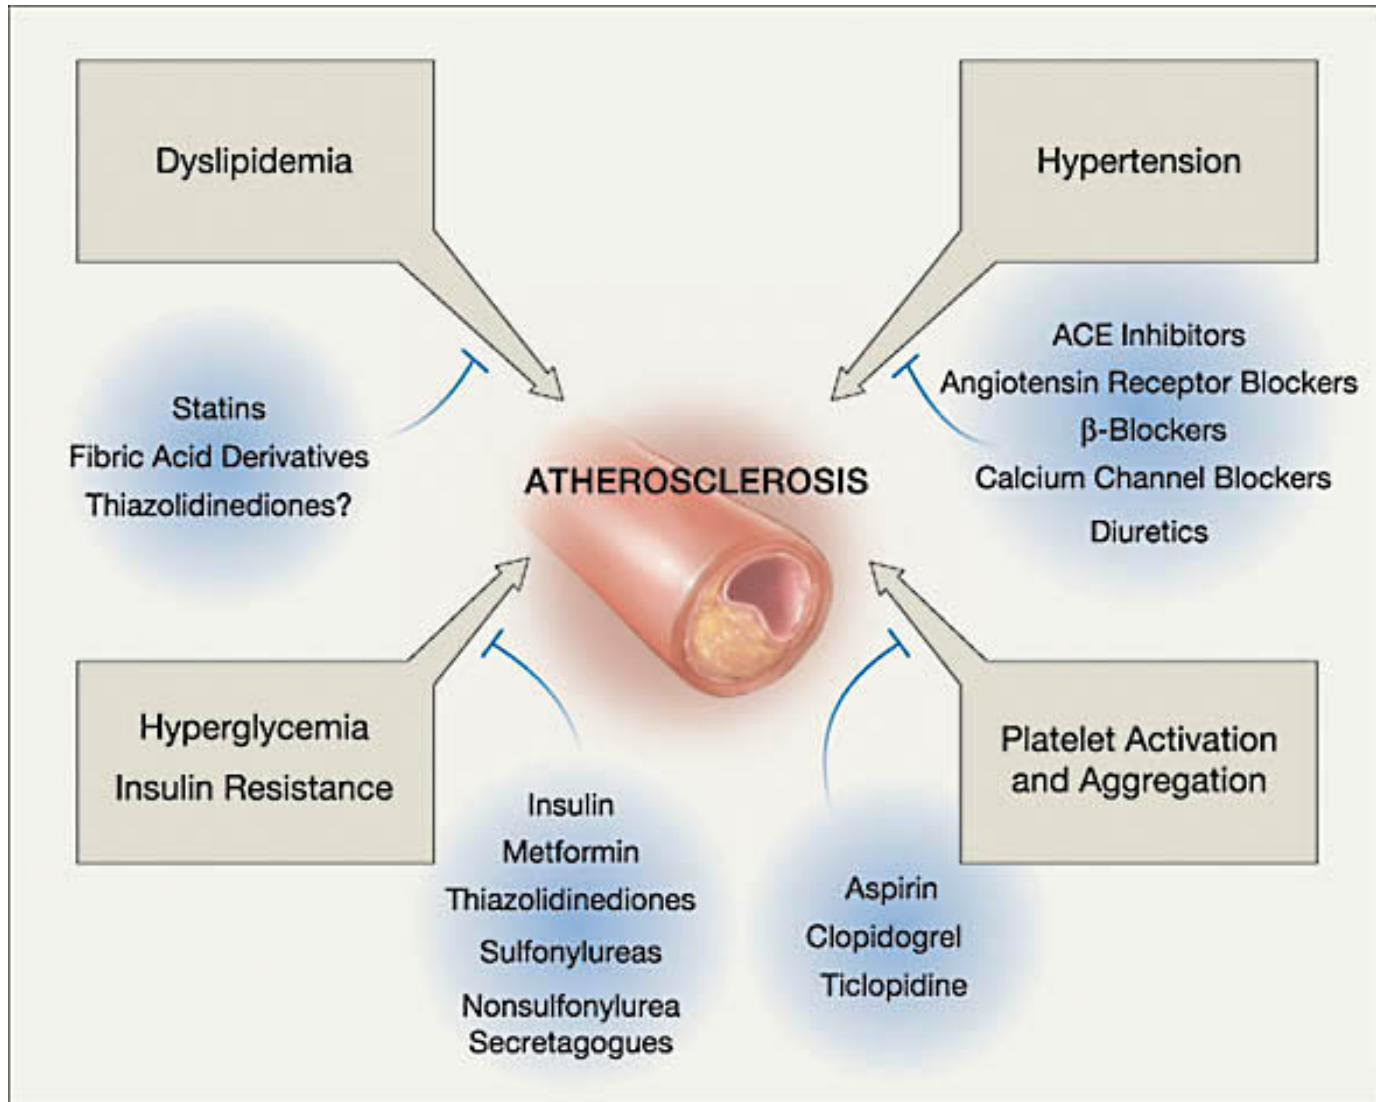 Dyslipidemia
Hypertension
Statins
Fibric Acid Derivatives
Thiazolidinediones?
ACE Inhibitors
Angiotensin Receptor Blockers
β-Blockers
Calcium Channel Blockers
Diuretics
ATHEROSCLEROSIS
Hyperglycemia
Insulin Resistance
Insulin
Metformin
Thiazolidinediones
Sulfonylureas
Nonsulfonylurea
Secretagogues
Aspirin
Clopidogrel
Ticlopidine
Platelet Activation
and Aggregation